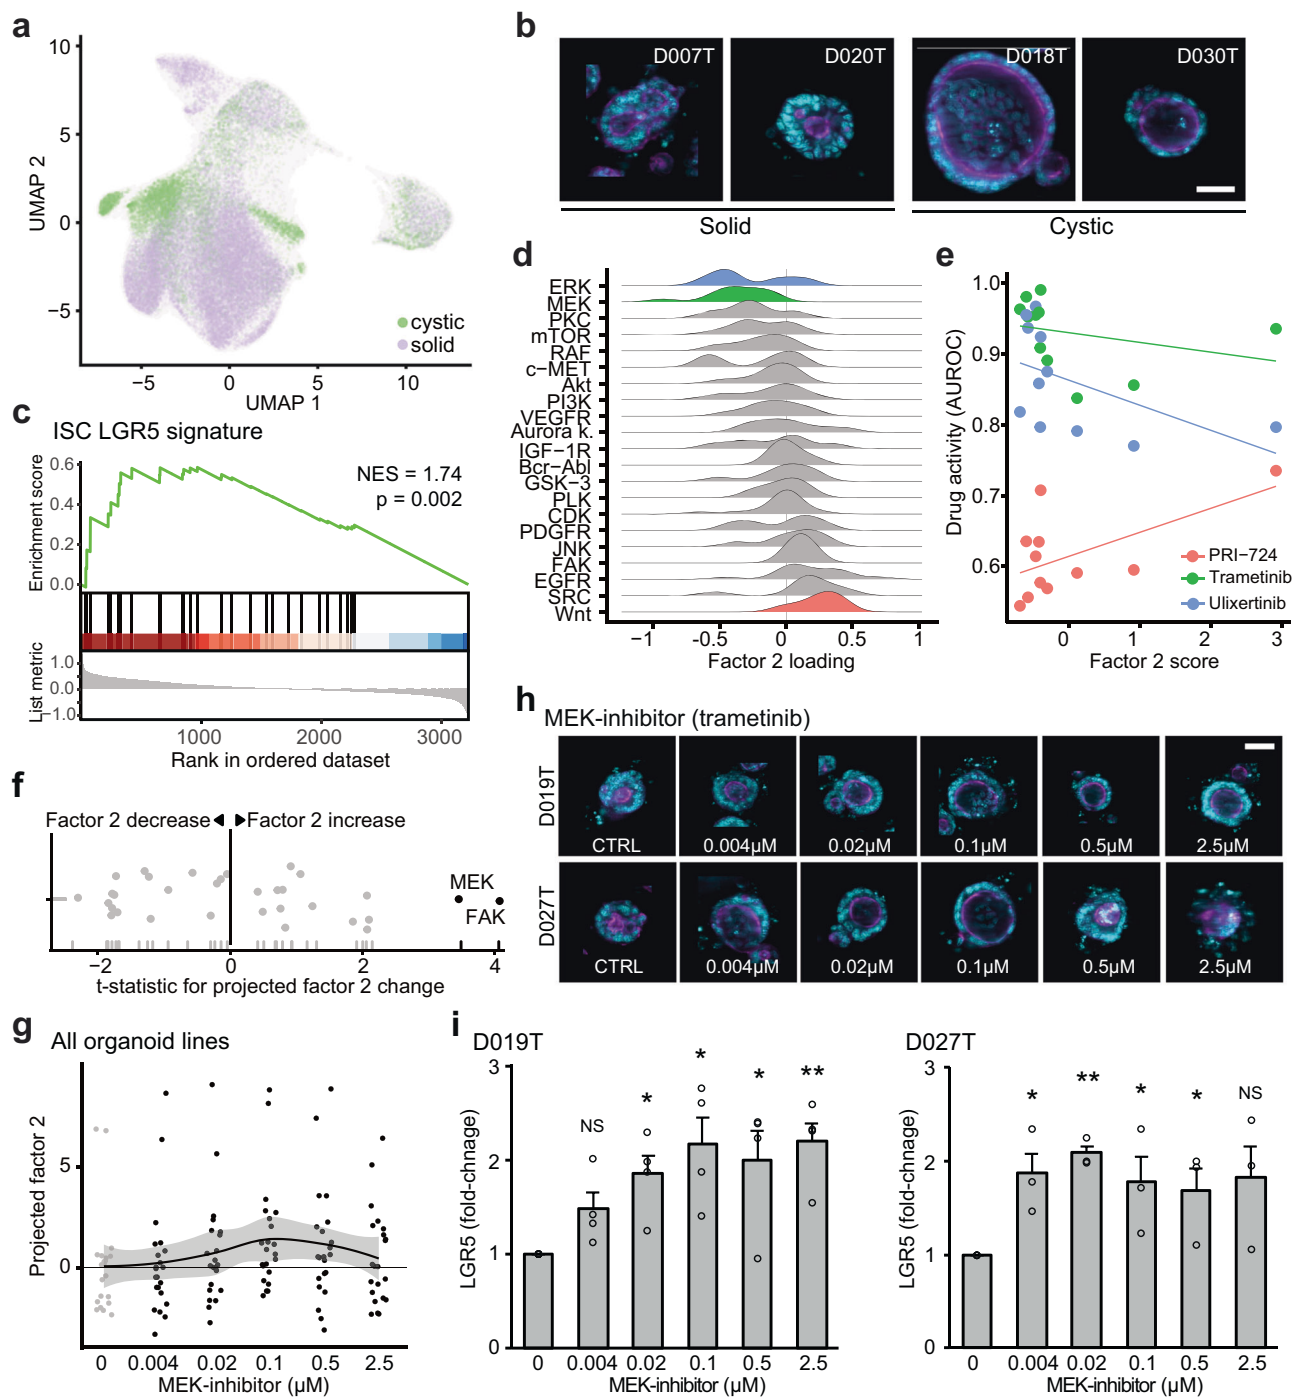 a
10
5
0
−5
UMAP 2
−5
0
5
10
UMAP 1
cystic
solid
b
D007T
D020T
D018T
D030T
Solid
Cystic
c
ISC LGR5 signature
NES = 1.74
p = 0.002
Enrichment score
0.6
0.4
0.2
0.0
List metric
1.0
0.0
−1.0
1000
2000
3000
Rank in ordered dataset
d
ERK
MEK
PKC
mTOR
RAF
c−MET
Akt
PI3K
VEGFR
Aurora k.
IGF−1R
Bcr−Abl
GSK−3
PLK
CDK
PDGFR
JNK
FAK
EGFR
SRC
Wnt
−1
−0.5
0
0.5
1
Factor 2 loading
e
Drug activity (AUROC)
1.0
0.9
0.8
0.7
0.6
PRI−724
Trametinib
Ulixertinib
0
1
2
3
Factor 2 score
f
Factor 2 decrease
Factor 2 increase
MEK
FAK
−2
0
2
4
t-statistic for projected factor 2 change
g
All organoid lines
Projected factor 2
5
0
0
0.004
0.02
0.1
0.5
2.5
MEK-inhibitor (µM)
h
MEK-inhibitor (trametinib)
D019T
CTRL
0.004µM
0.02µM
0.1µM
0.5µM
2.5µM
D027T
CTRL
0.004µM
0.02µM
0.1µM
0.5µM
2.5µM
i
D019T
LGR5 (fold-chnage)
3
2
1
0
NS
*
*
*
**
0
0.004
0.02
0.1
0.5
2.5
MEK-inhibitor (µM)
D027T
LGR5 (fold-chnage)
3
2
1
0
*
**
*
*
NS
0
0.004
0.02
0.1
0.5
2.5
MEK-inhibitor (µM)